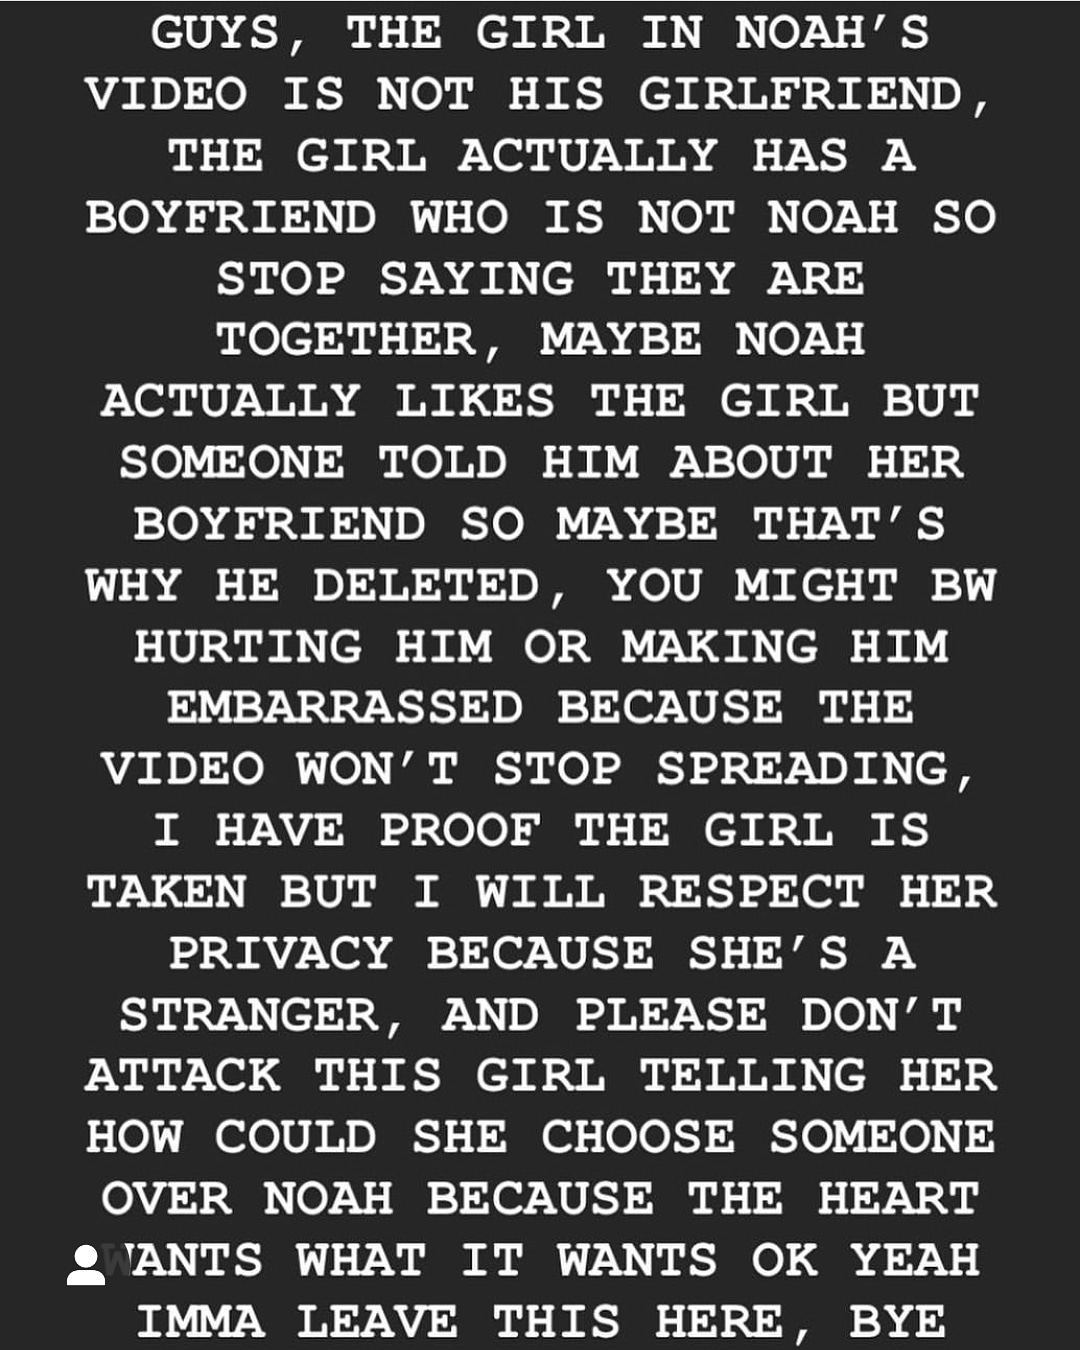 GUYS, THE GIRL IN NOAH’S
VIDEO IS NOT HIS GIRLFRIEND,
THE GIRL ACTUALLY HAS A
BOYFRIEND WHO IS NOT NOAH SO
STOP SAYING THEY ARE
TOGETHER, MAYBE NOAH
ACTUALLY LIKES THE GIRL BUT
SOMEONE TOLD HIM ABOUT HER
BOYFRIEND SO MAYBE THAT’S
WHY HE DELETED, YOU MIGHT BW
HURTING HIM OR MAKING HIM
EMBARRASSED BECAUSE THE
VIDEO WON’T STOP SPREADING,
I HAVE PROOF THE GIRL IS
TAKEN BUT I WILL RESPECT HER
PRIVACY BECAUSE SHE’S A
STRANGER, AND PLEASE DON’T
ATTACK THIS GIRL TELLING HER
HOW COULD SHE CHOOSE SOMEONE
OVER NOAH BECAUSE THE HEART
WANTS WHAT IT WANTS OK YEAH
IMMA LEAVE THIS HERE, BYE